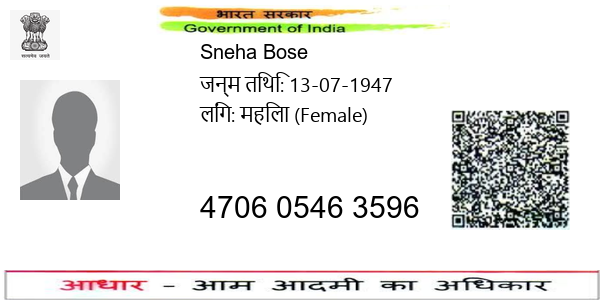 भारत सरकार
Government of India
सत्यमेव जयते
Sneha Bose
जन्म तिथि: 13-07-1947
लिंग: महिला (Female)
4706 0546 3596
आधार - आम आदमी का अधिकार